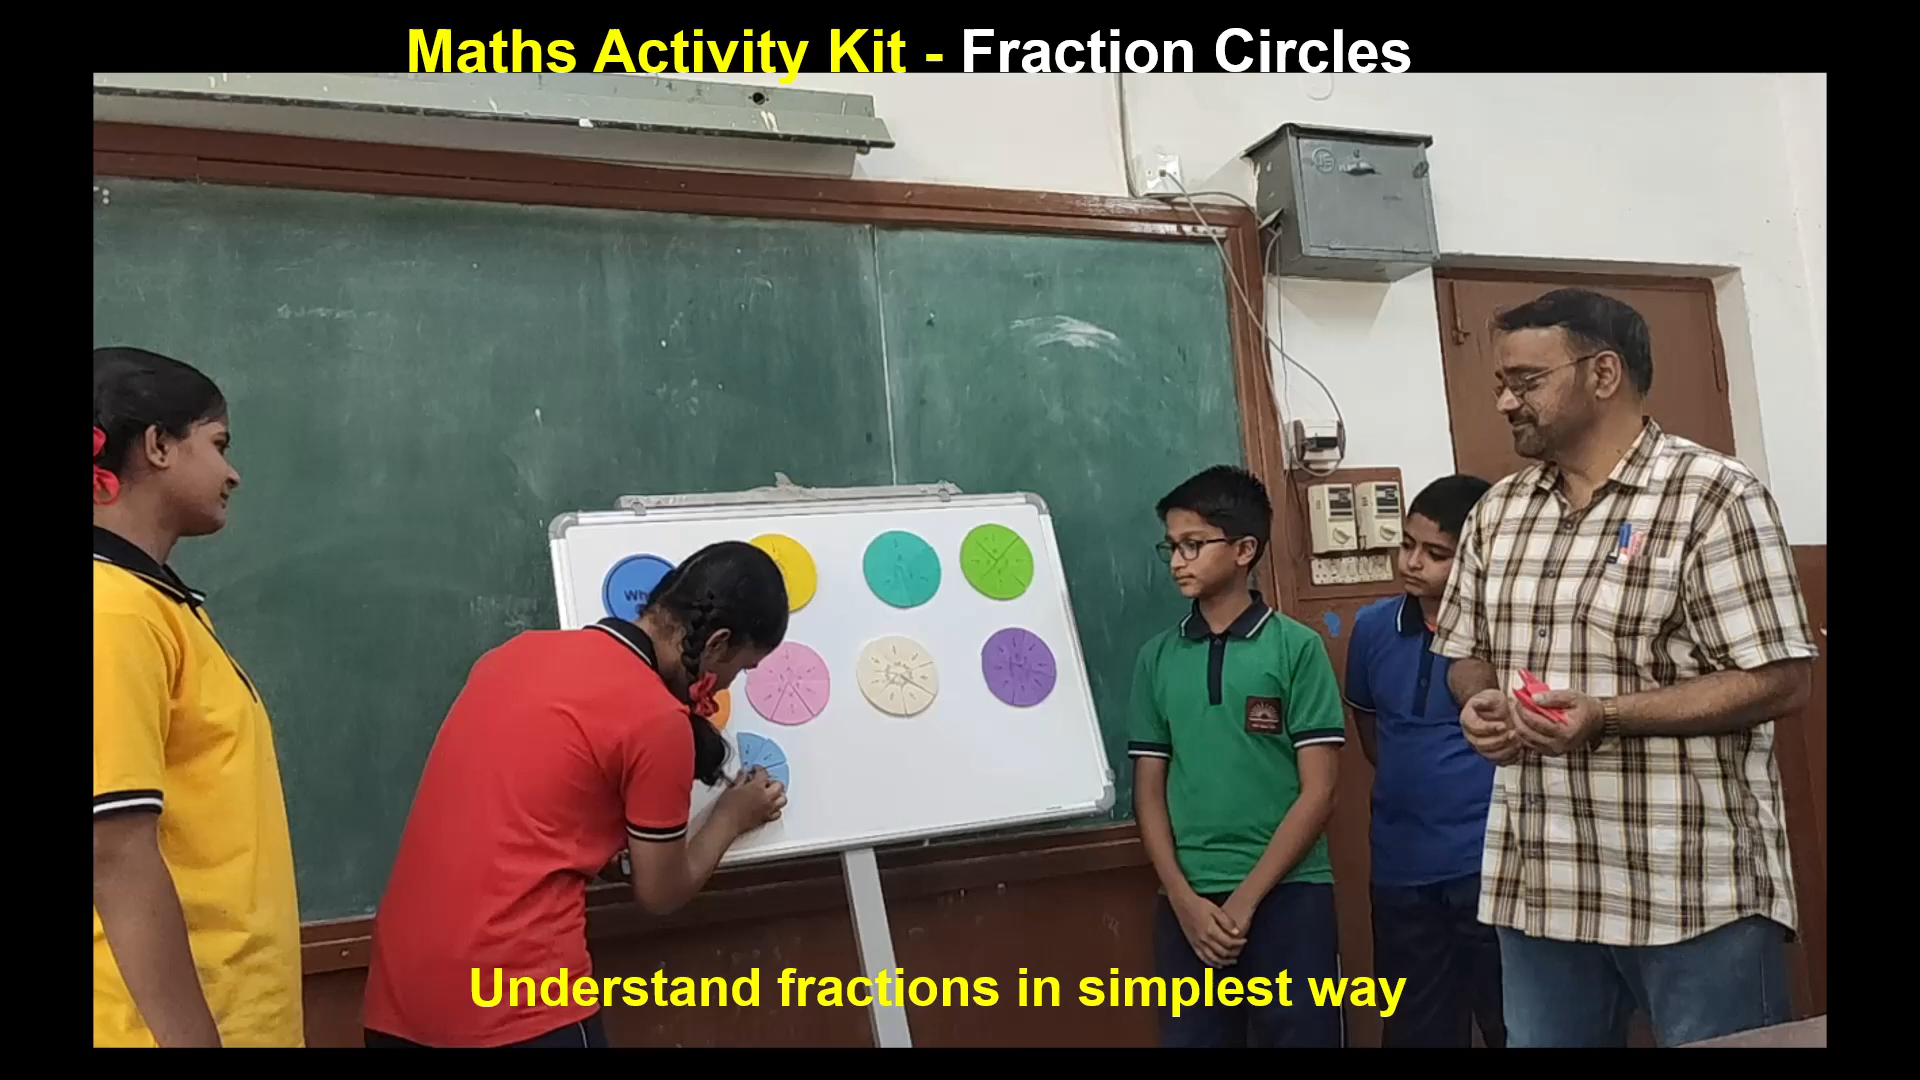 Maths Activity Kit - Fraction Circles
Understand fractions in simplest way